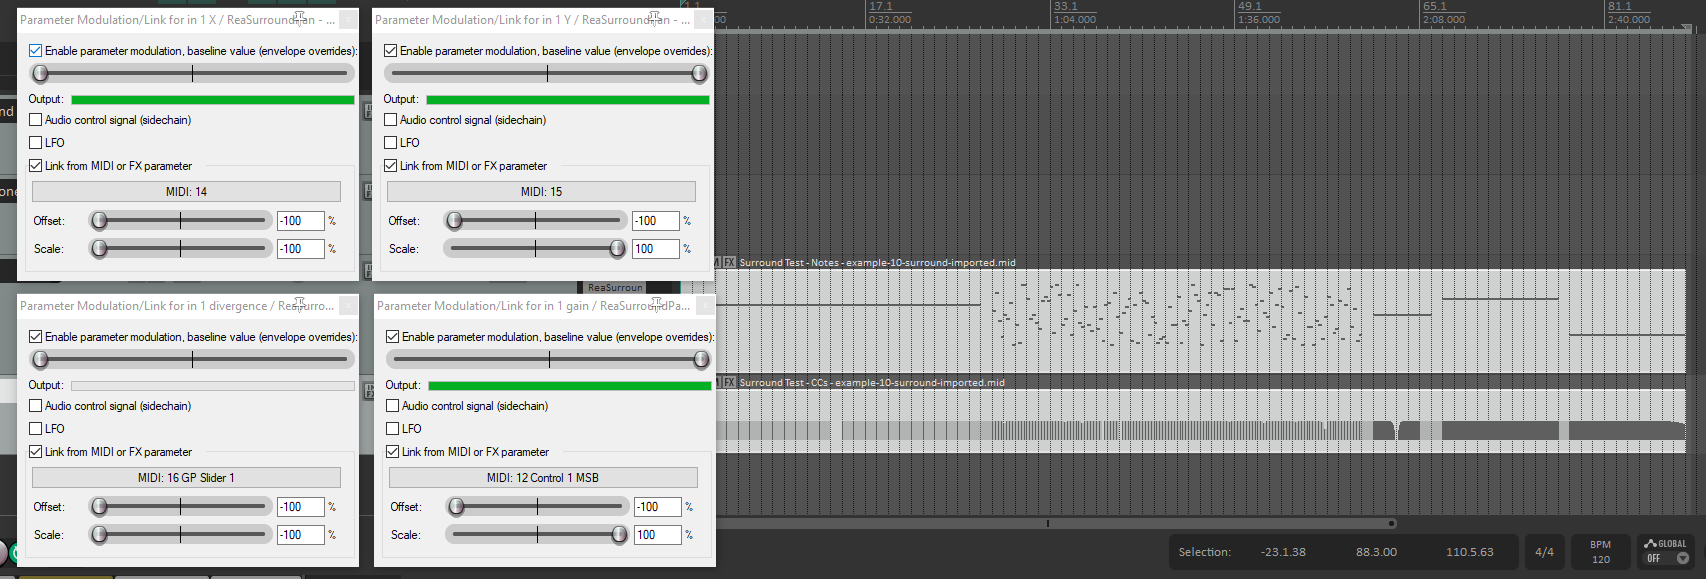 Parameter Modulation/Link for in 1 X / ReaSurroundPan - ...
Enable parameter modulation, baseline value (envelope overrides):
Output:
Audio control signal (sidechain)
LFO
Link from MIDI or FX parameter
MIDI: 14
Offset: -100 %
Scale: -100 %
Parameter Modulation/Link for in 1 Y / ReaSurroundPan - ...
Enable parameter modulation, baseline value (envelope overrides):
Output:
Audio control signal (sidechain)
LFO
Link from MIDI or FX parameter
MIDI: 15
Offset: -100 %
Scale: 100 %
Parameter Modulation/Link for in 1 divergence / ReaSurro...
Enable parameter modulation, baseline value (envelope overrides):
Output:
Audio control signal (sidechain)
LFO
Link from MIDI or FX parameter
MIDI: 16 GP Slider 1
Offset: -100 %
Scale: -100 %
Parameter Modulation/Link for in 1 gain / ReaSurroundPa...
Enable parameter modulation, baseline value (envelope overrides):
Output:
Audio control signal (sidechain)
LFO
Link from MIDI or FX parameter
MIDI: 12 Control 1 MSB
Offset: -100 %
Scale: 100 %
1.1 17.1 33.1 49.1 65.1 81.1
00 0:32.000 1:04.000 1:36.000 2:08.000 2:40.000
FX Surround Test - Notes - example-10-surround-imported.mid
ReaSurroun
FX Surround Test - CCs - example-10-surround-imported.mid
Selection: -23.1.38 88.3.00 110.5.63
4/4
BPM
120
GLOBAL
OFF